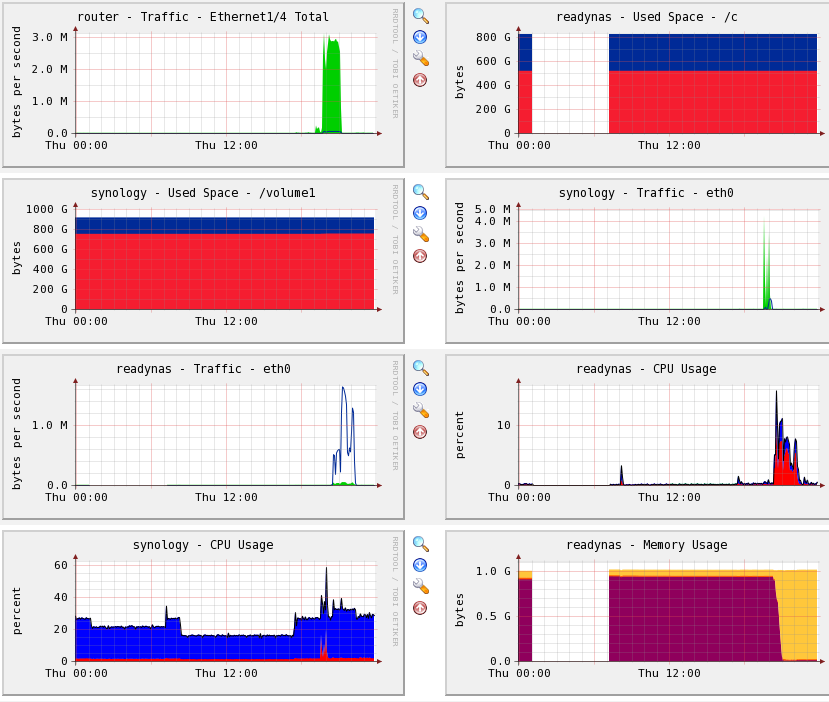 router - Traffic - Ethernet1/4 Total
RRDTOOL / TOBI OETIKER
bytes per second
3.0 M
2.0 M
1.0 M
0.0
Thu 00:00
Thu 12:00
readynas - Used Space - /c
bytes
800 G
600 G
400 G
200 G
0
Thu 00:00
Thu 12:00
synology - Used Space - /volume1
RRDTOOL / TOBI OETIKER
bytes
1000 G
800 G
600 G
400 G
200 G
0
Thu 00:00
Thu 12:00
synology - Traffic - eth0
bytes per second
5.0 M
4.0 M
3.0 M
2.0 M
1.0 M
0.0
Thu 00:00
Thu 12:00
readynas - Traffic - eth0
RRDTOOL / TOBI OETIKER
bytes per second
1.0 M
0.0
Thu 00:00
Thu 12:00
readynas - CPU Usage
percent
10
0
Thu 00:00
Thu 12:00
synology - CPU Usage
RRDTOOL / TOBI OETIKER
percent
60
40
20
0
Thu 00:00
Thu 12:00
readynas - Memory Usage
bytes
1.0 G
0.5 G
0.0
Thu 00:00
Thu 12:00